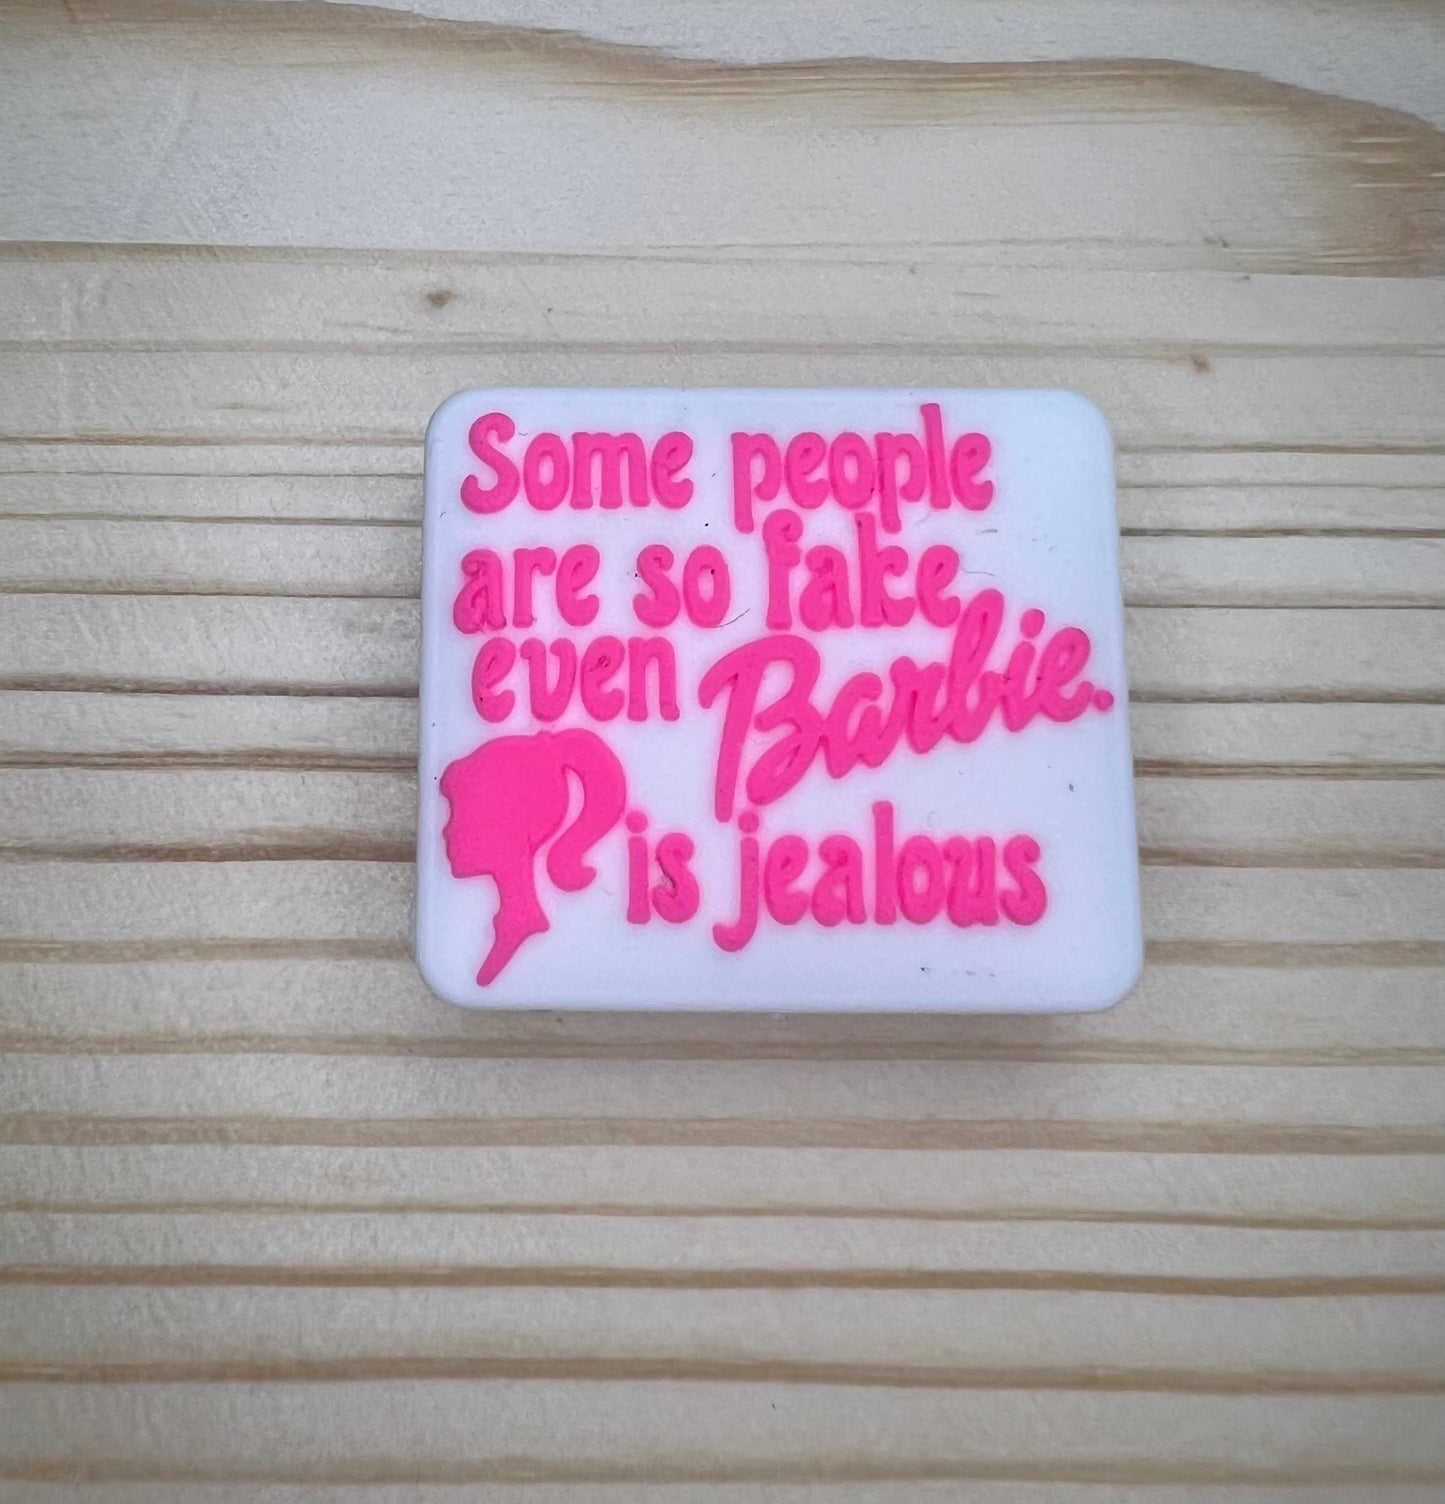 Some people
are so fake
even Barbie.
is jealous